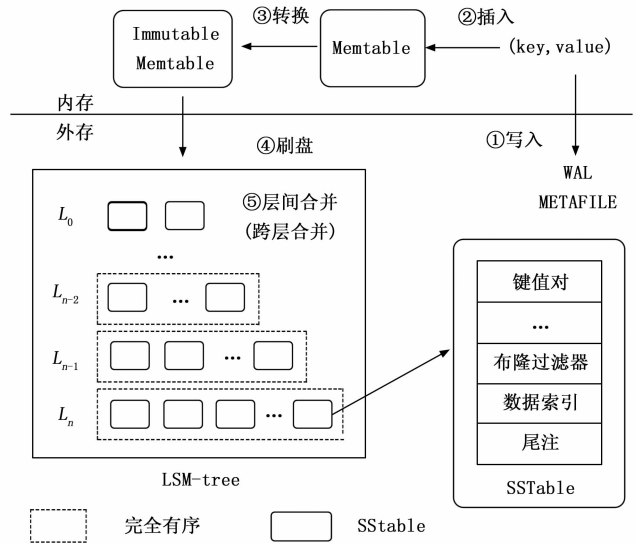 ③转换
②插入
Immutable
Memtable
Memtable
(key,value)
内存
外存
④刷盘
①写入
WAL
METAFILE
⑤层间合并
(跨层合并)
L0
...
Ln-2
...
Ln-1
...
Ln
...
键值对
...
布隆过滤器
数据索引
尾注
LSM-tree
SSTable
完全有序
SStable